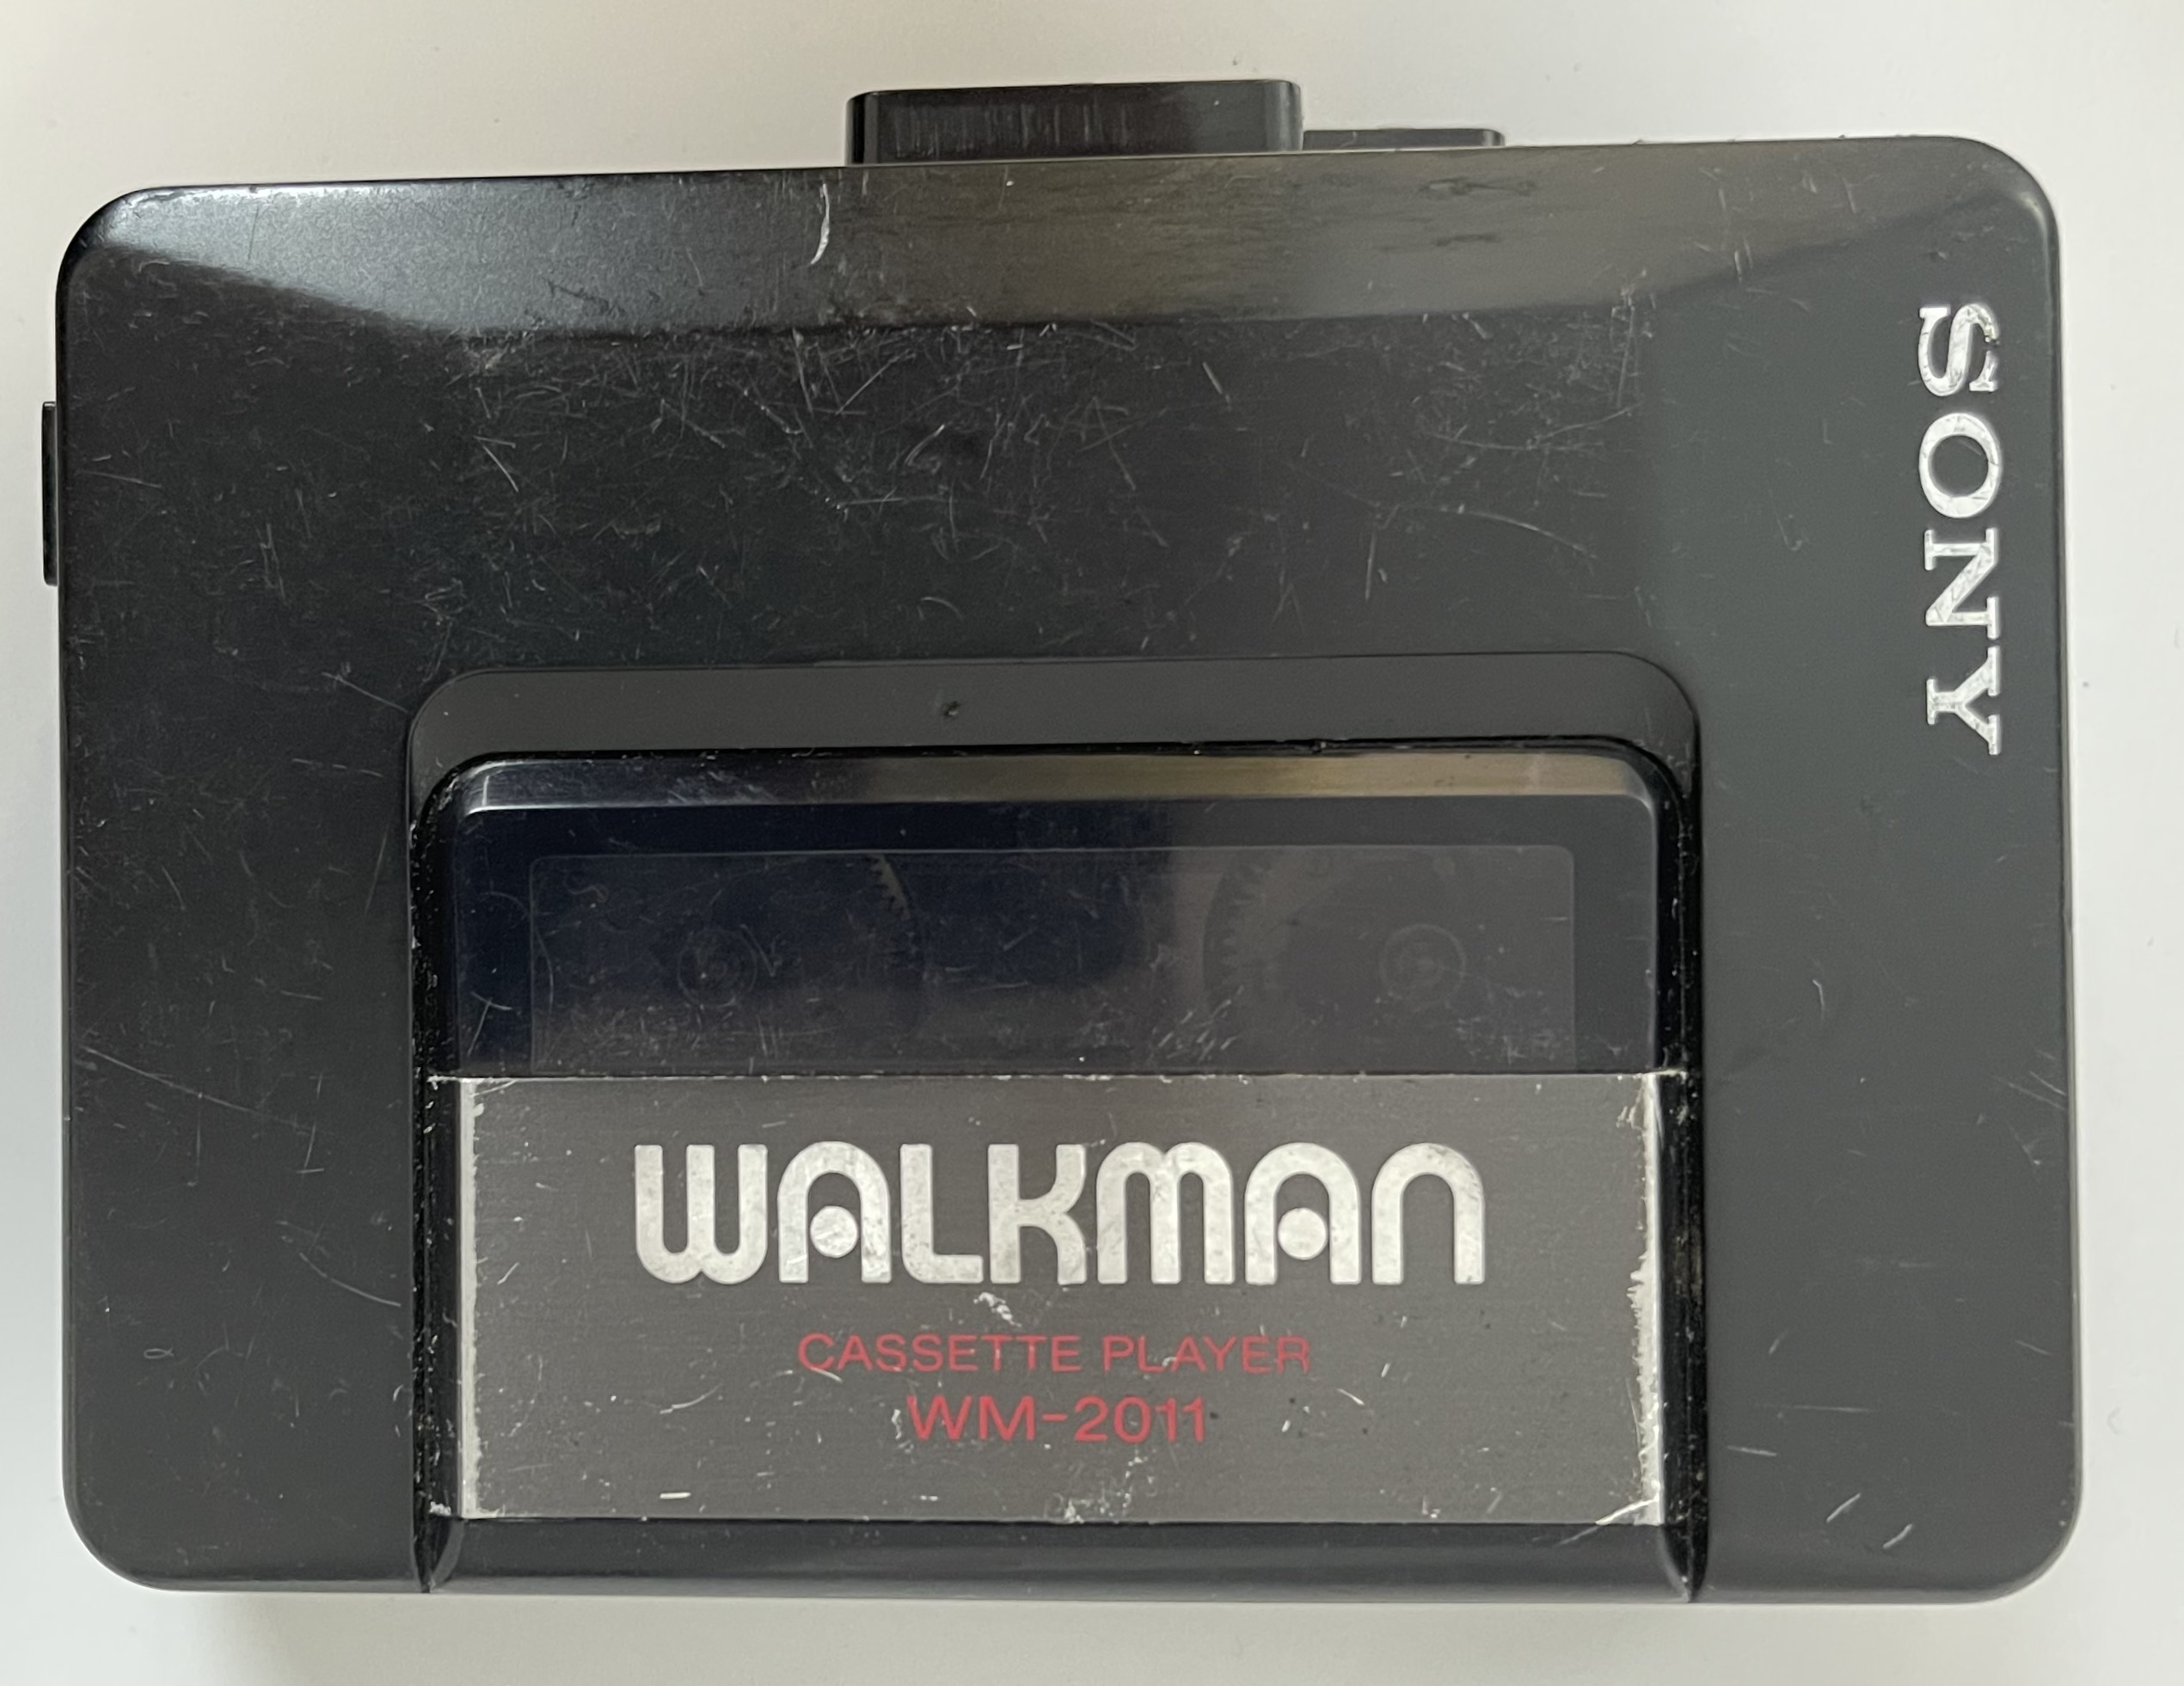 SONY
WALKMAN
CASSETTE PLAYER
WM-2011